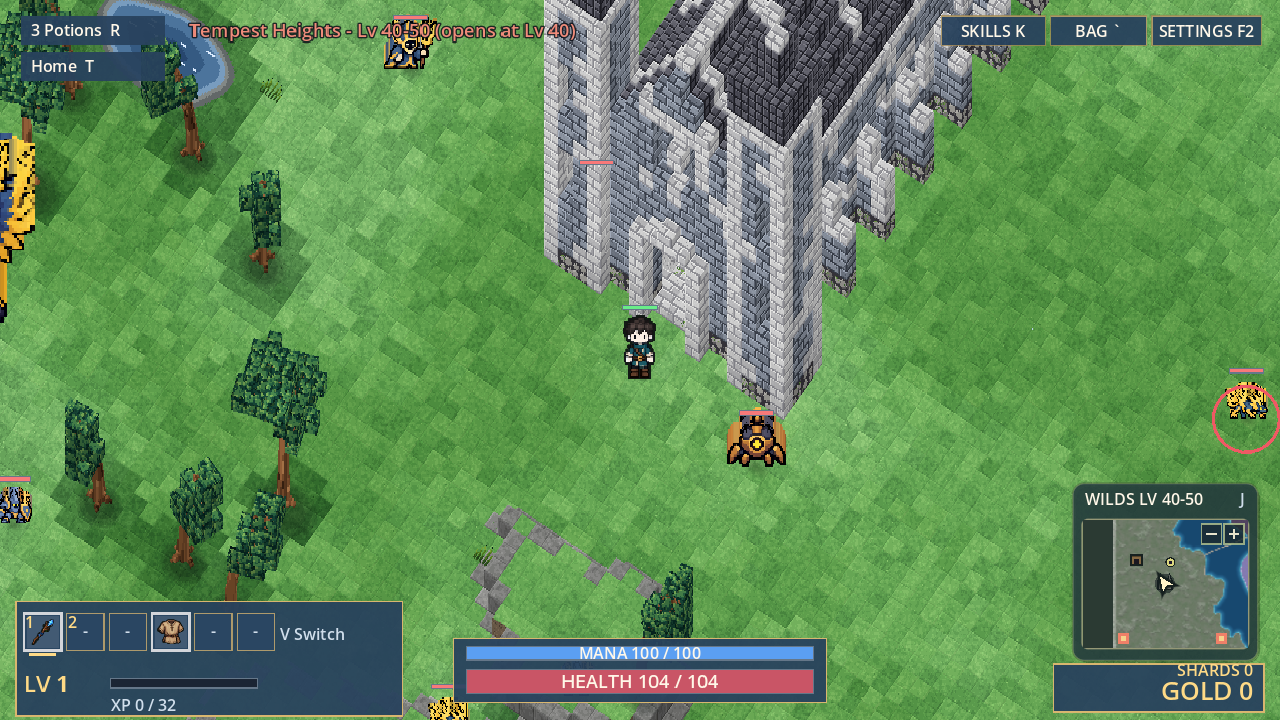 3 Potions R
Tempest Heights - Lv 40-50 (opens at Lv 40)
SKILLS K
BAG `
SETTINGS F2
Home T
WILDS LV 40-50 J
1
2
-
-
-
-
V Switch
LV 1
XP 0 / 32
MANA 100 / 100
HEALTH 104 / 104
SHARDS 0
GOLD 0